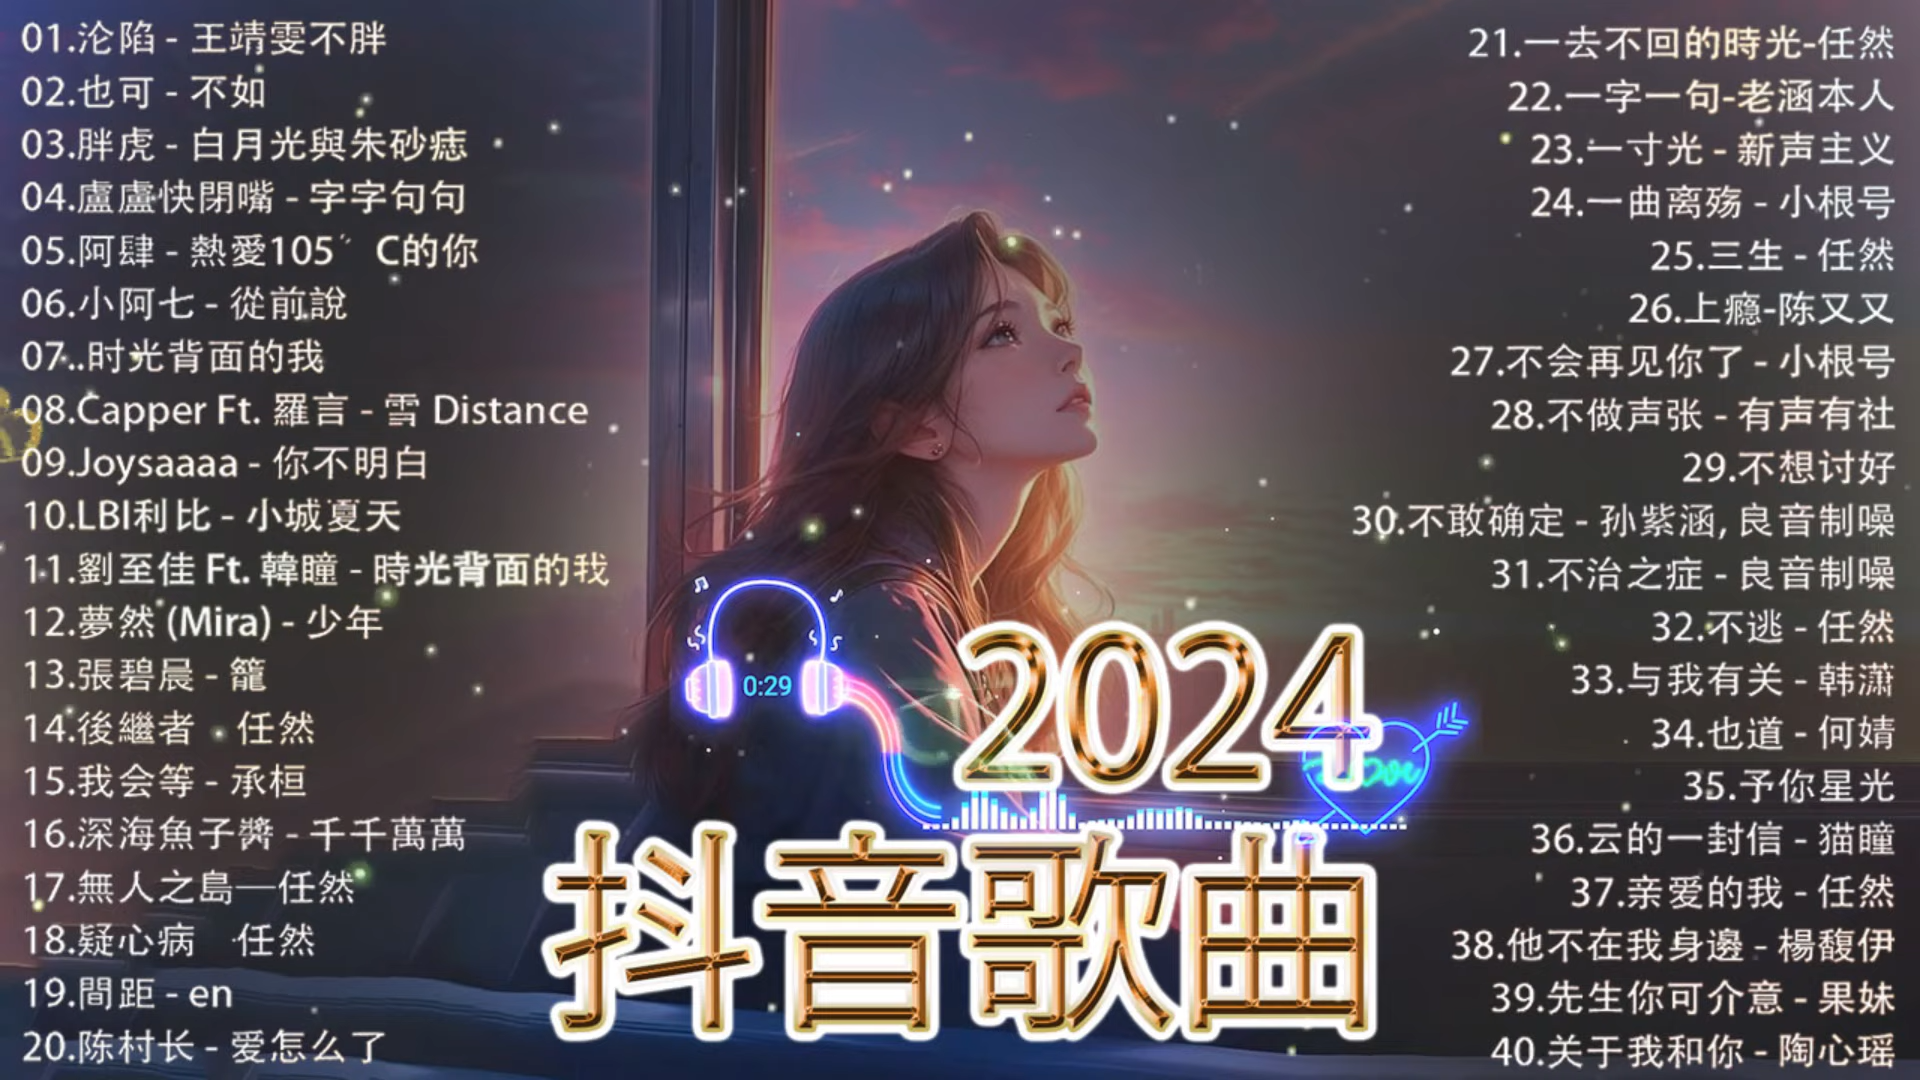 01.沦陷 - 王靖雯不胖
02.也可 - 不如
03.胖虎 - 白月光與朱砂痣
04.盧盧快閉嘴 - 字字句句
05.阿肆 - 熱愛105°C的你
06.小阿七 - 從前說
07..时光背面的我
08.Capper Ft. 羅言 - 雪 Distance
09.Joysaaaa - 你不明白
10.LBI利比 - 小城夏天
11.劉至佳 Ft. 韓瞳 - 時光背面的我
12.夢然 (Mira) - 少年
13.張碧晨 - 籠
14.後繼者 - 任然
15.我会等 - 承桓
16.深海魚子醬 - 千千萬萬
17.無人之島—任然
18.疑心病 任然
19.間距 - en
20.陈村长 - 爱怎么了
21.一去不回的時光-任然
22.一字一句-老涵本人
23.一寸光 - 新声主义
24.一曲离殇 - 小根号
25.三生 - 任然
26.上瘾-陈又又
27.不会再见你了 - 小根号
28.不做声张 - 有声有社
29.不想讨好
30.不敢确定 - 孙紫涵, 良音制噪
31.不治之症 - 良音制噪
32.不逃 - 任然
33.与我有关 - 韩潇
34.也道 - 何婧
35.予你星光
36.云的一封信 - 猫瞳
37.亲爱的我 - 任然
38.他不在我身邊 - 楊馥伊
39.先生你可介意 - 果妹
40.关于我和你 - 陶心瑶
0:29
2024
抖音歌曲